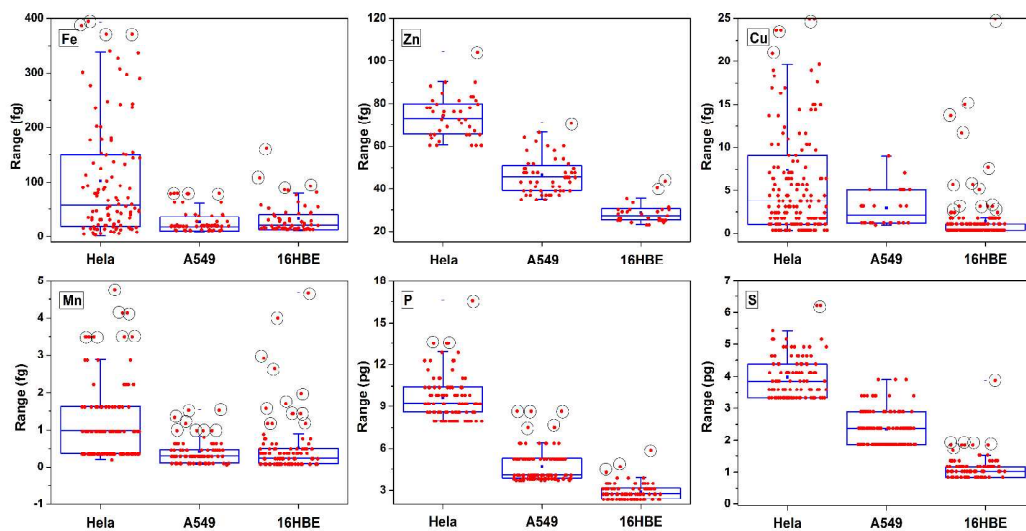 Fe
Range (fg)
400
300
200
100
0
Hela A549 16HBE
Zn
Range (fg)
120
100
80
60
40
20
Hela A549 16HBE
Cu
Range (fg)
25
20
15
10
5
0
Hela A549 16HBE
Mn
Range (fg)
5
4
3
2
1
0
-1
Hela A549 16HBE
P
Range (pg)
18
15
12
9
6
3
Hela A549 16HBE
S
Range (pg)
7
6
5
4
3
2
1
0
Hela A549 16HBE